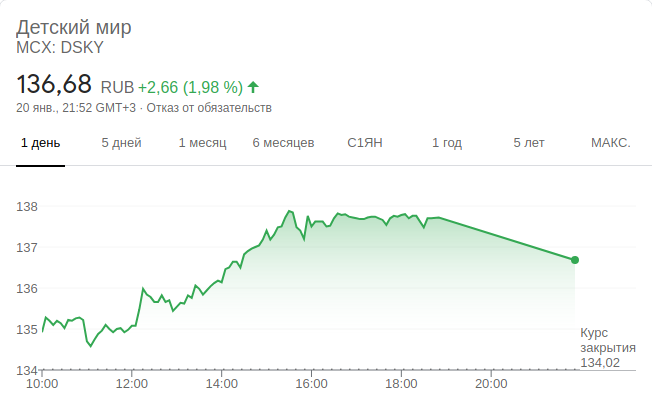 Детский мир
MCX: DSKY
136,68 RUB +2,66 (1,98 %)
20 янв., 21:52 GMT+3 · Отказ от обязательств
1 день 5 дней 1 месяц 6 месяцев С1ЯН 1 год 5 лет МАКС.
138
137
136
135
Курс
закрытия
134,02
134
10:00 12:00 14:00 16:00 18:00 20:00